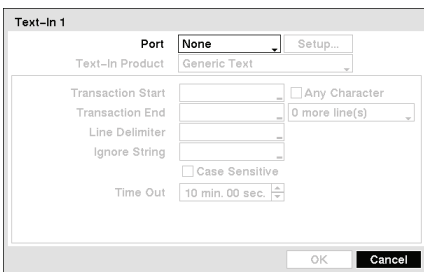 Text-In 1
Port None Setup...
Text-In Product Generic Text
Transaction Start Any Character
Transaction End 0 more line(s)
Line Delimiter
Ignore String
Case Sensitive
Time Out 10 min. 00 sec.
OK Cancel